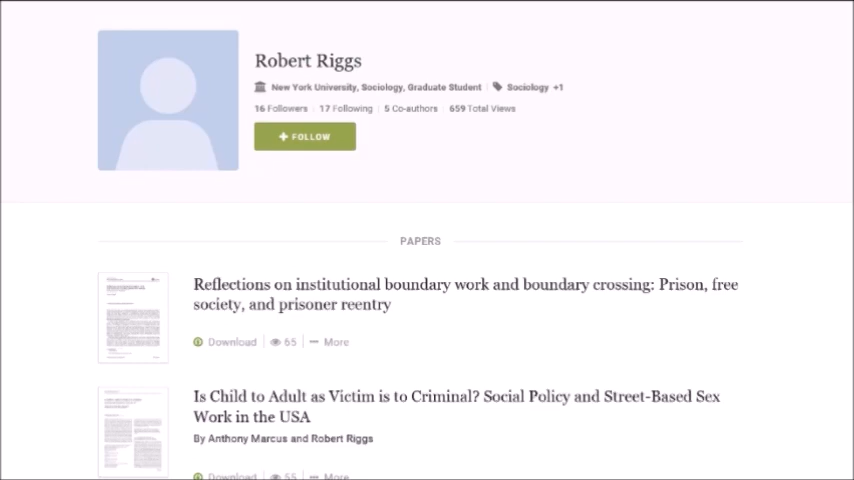 Robert Riggs
New York University, Sociology, Graduate Student Sociology +1
16 Followers 17 Following 5 Co-authors 659 Total Views
+ FOLLOW
PAPERS
Reflections on institutional boundary work and boundary crossing: Prison, free
society, and prisoner reentry
Download 65 More
Is Child to Adult as Victim is to Criminal? Social Policy and Street-Based Sex
Work in the USA
By Anthony Marcus and Robert Riggs
Download 55 More